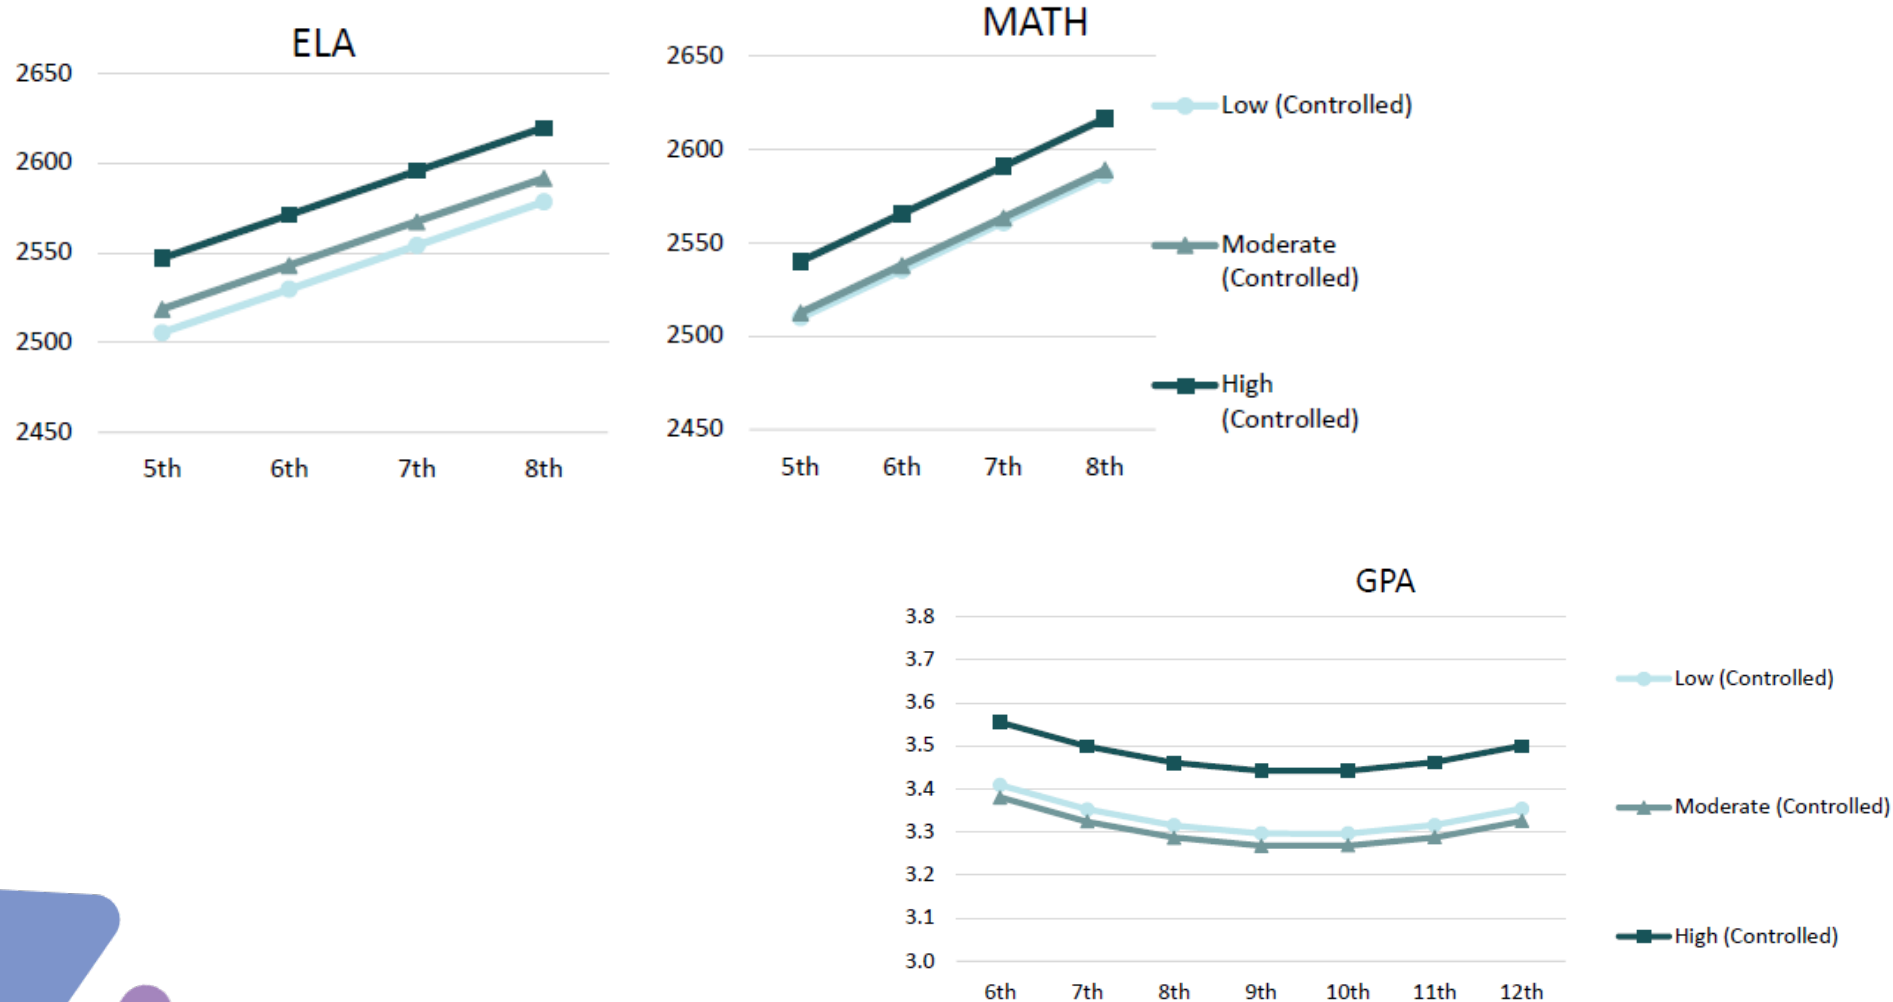 ELA
2650
2600
2550
2500
2450
5th 6th 7th 8th
MATH
2650
2600
2550
2500
2450
5th 6th 7th 8th
Low (Controlled)
Moderate
(Controlled)
High
(Controlled)
GPA
3.8
3.7
3.6
3.5
3.4
3.3
3.2
3.1
3.0
6th 7th 8th 9th 10th 11th 12th
Low (Controlled)
Moderate (Controlled)
High (Controlled)